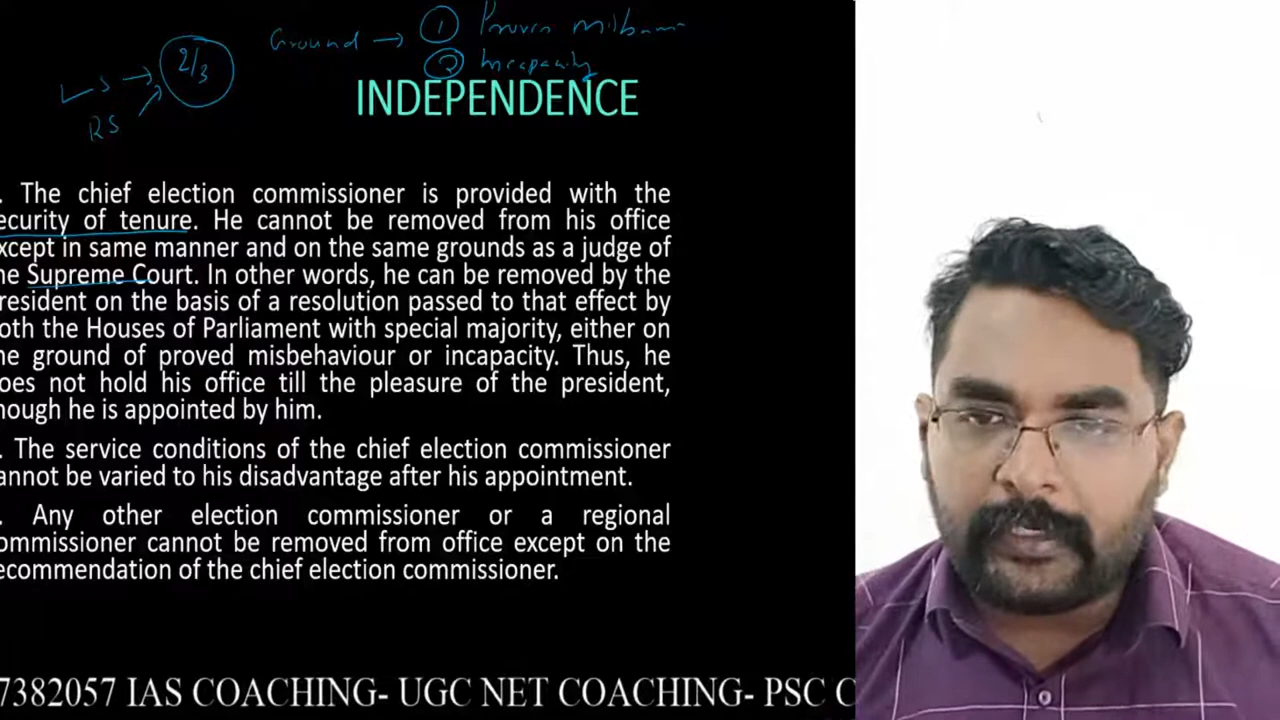 Ground → ① Proven misbe
LS → 2/3
② Incapacity
RS
INDEPENDENCE
. The chief election commissioner is provided with the
ecurity of tenure. He cannot be removed from his office
xcept in same manner and on the same grounds as a judge of
he Supreme Court. In other words, he can be removed by the
resident on the basis of a resolution passed to that effect by
oth the Houses of Parliament with special majority, either on
he ground of proved misbehaviour or incapacity. Thus, he
oes not hold his office till the pleasure of the president,
hough he is appointed by him.
. The service conditions of the chief election commissioner
annot be varied to his disadvantage after his appointment.
. Any other election commissioner or a regional
ommissioner cannot be removed from office except on the
ecommendation of the chief election commissioner.
7382057 IAS COACHING- UGC NET COACHING- PSC C